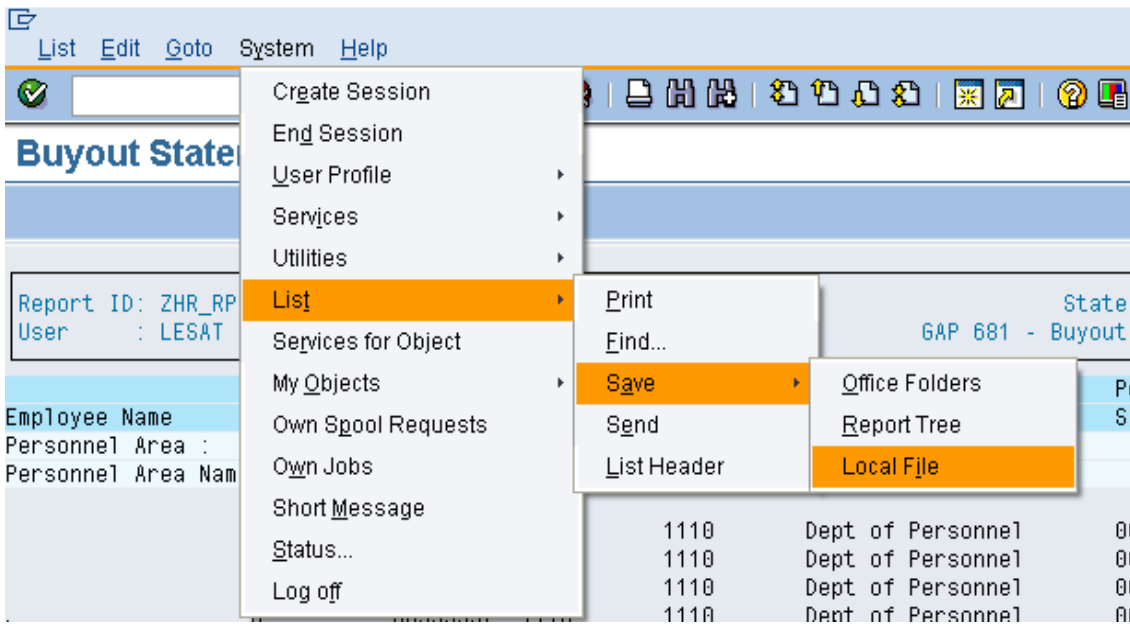 List Edit Goto System Help
Create Session
End Session
User Profile
Services
Utilities
List
Services for Object
My Objects
Own Spool Requests
Own Jobs
Short Message
Status...
Log off
Print
Find...
Save
Send
List Header
Office Folders
Report Tree
Local File
Buyout
Report ID: ZHR_RP
User : LESAT
GAP 681 - Buyout
Employee Name
Personnel Area :
Personnel Area
1110 Dept of Personnel
1110 Dept of Personnel
1110 Dept of Personnel
1110 Dept of Personnel